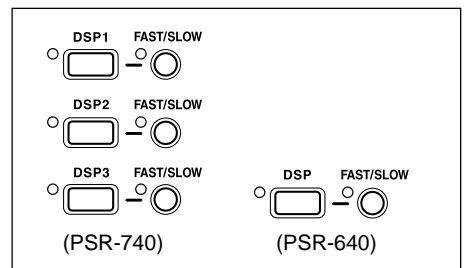 DSP1 FAST/SLOW
DSP2 FAST/SLOW
DSP3 FAST/SLOW
DSP FAST/SLOW
(PSR-740)
(PSR-640)